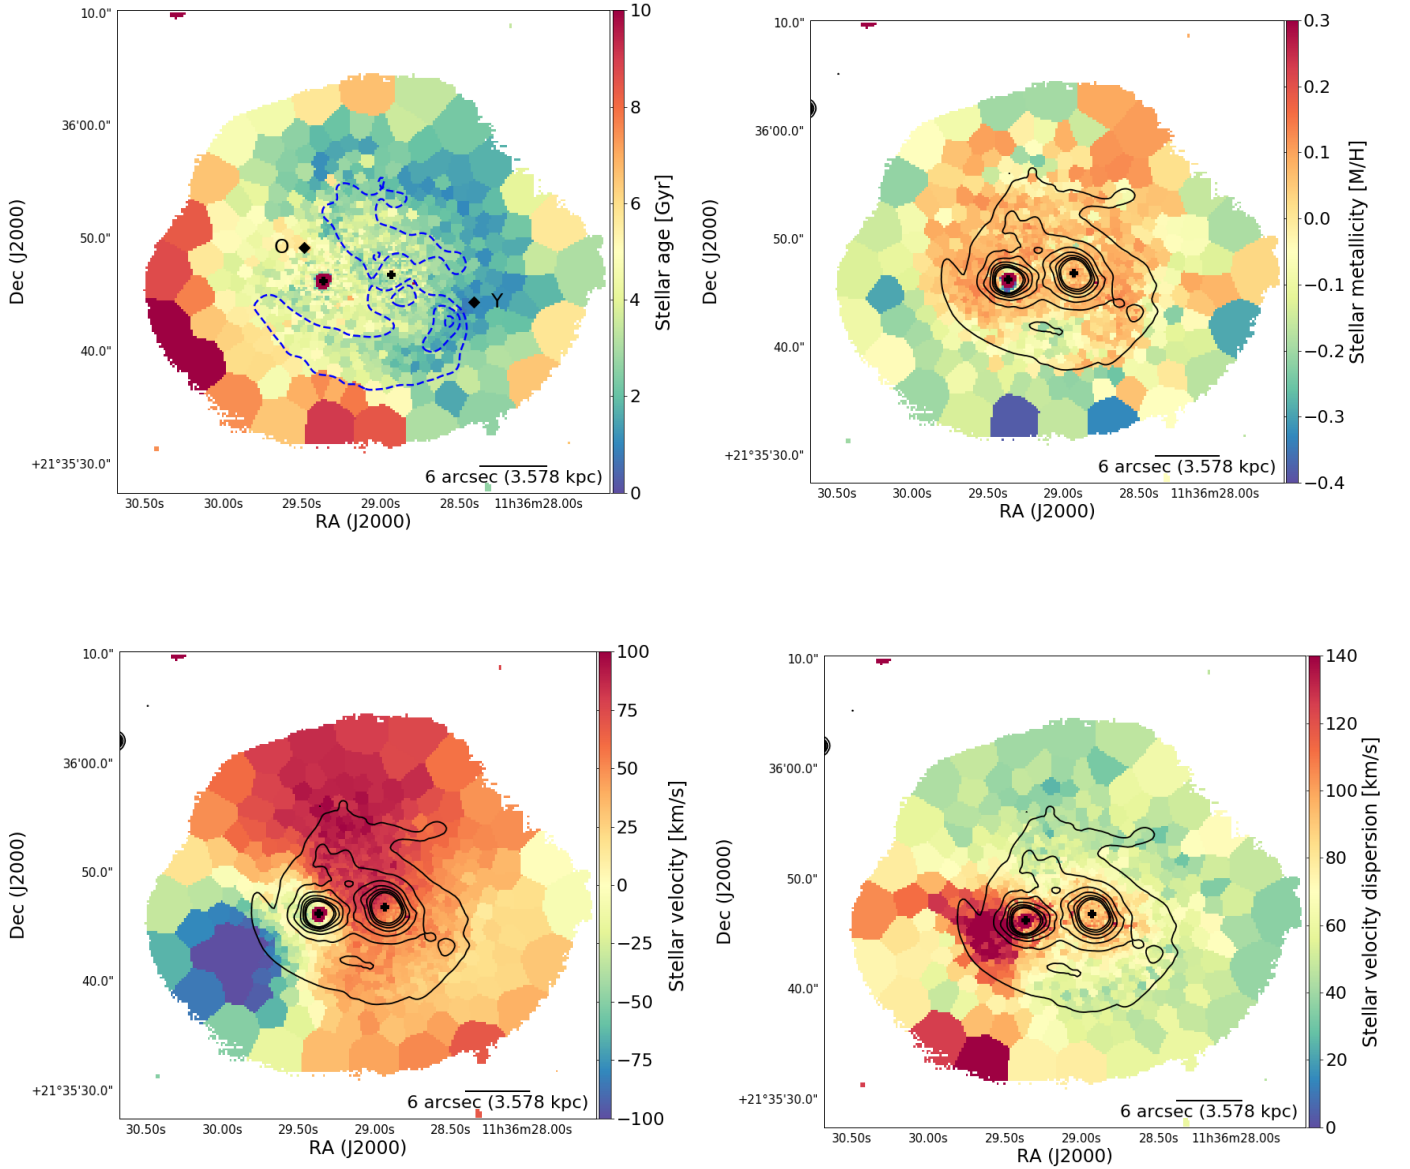 10.0"
36'00.0"
50.0"
40.0"
+21°35'30.0"
Dec (J2000)
O
Y
6 arcsec (3.578 kpc)
30.50s 30.00s 29.50s 29.00s 28.50s 11h36m28.00s
RA (J2000)
10
8
6
4
2
0
Stellar age [Gyr]
10.0"
36'00.0"
50.0"
40.0"
+21°35'30.0"
Dec (J2000)
6 arcsec (3.578 kpc)
30.50s 30.00s 29.50s 29.00s 28.50s 11h36m28.00s
RA (J2000)
0.3
0.2
0.1
0.0
−0.1
−0.2
−0.3
−0.4
Stellar metallicity [M/H]
10.0"
36'00.0"
50.0"
40.0"
+21°35'30.0"
Dec (J2000)
6 arcsec (3.578 kpc)
30.50s 30.00s 29.50s 29.00s 28.50s 11h36m28.00s
RA (J2000)
100
75
50
25
0
−25
−50
−75
−100
Stellar velocity [km/s]
10.0"
36'00.0"
50.0"
40.0"
+21°35'30.0"
Dec (J2000)
6 arcsec (3.578 kpc)
30.50s 30.00s 29.50s 29.00s 28.50s 11h36m28.00s
RA (J2000)
140
120
100
80
60
40
20
0
Stellar velocity dispersion [km/s]